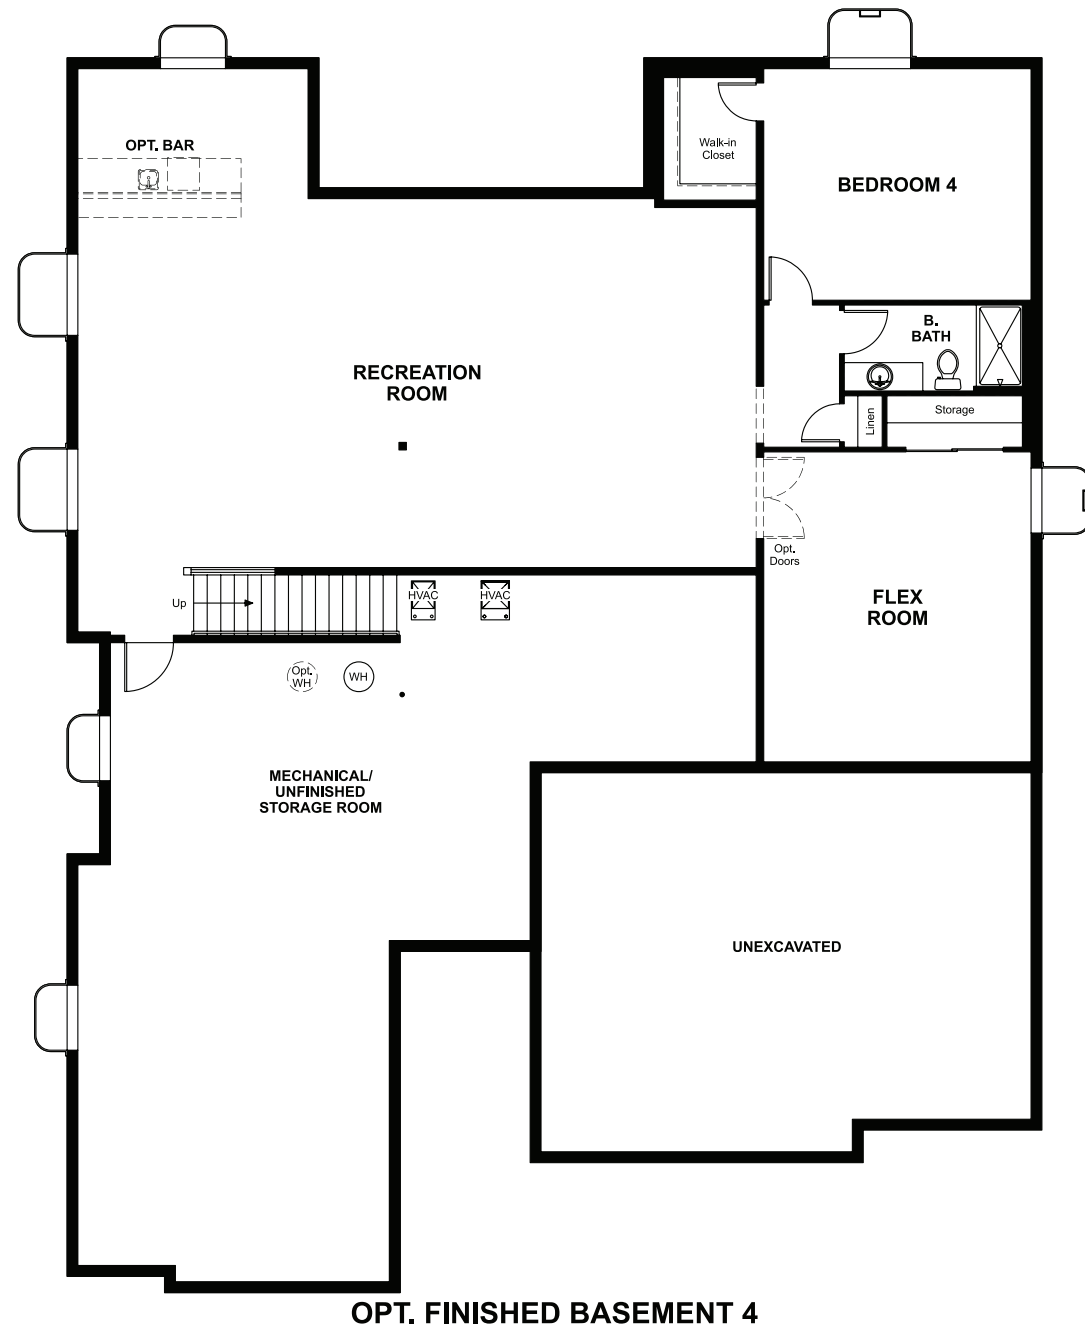 OPT. BAR
Walk-in
Closet
BEDROOM 4
B.
BATH
RECREATION
ROOM
Linen
Storage
Opt.
Doors
Up
HVAC
HVAC
FLEX
ROOM
Opt.
WH
WH
MECHANICAL/
UNFINISHED
STORAGE ROOM
UNEXCAVATED
OPT. FINISHED BASEMENT 4